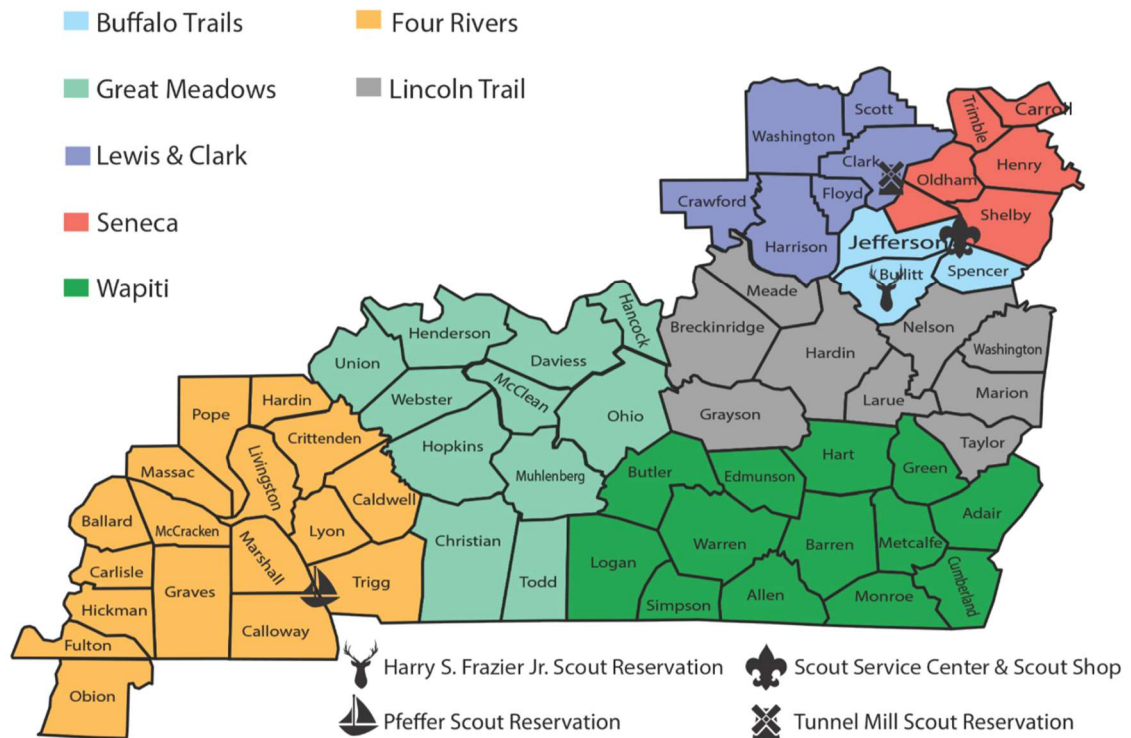 Buffalo Trails
Four Rivers
Great Meadows
Lincoln Trail
Lewis & Clark
Seneca
Wapiti
Scott
Washington
Trimble
Carroll
Clark
Henry
Oldham
Floyd
Crawford
Shelby
Harrison
Jefferson
Bullitt
Spencer
Meade
Hancock
Breckinridge
Nelson
Henderson
Hardin
Washington
Union
Daviess
McClean
Marion
Webster
Larue
Grayson
Ohio
Pope
Hardin
Crittenden
Taylor
Hopkins
Livingston
Massac
Muhlenberg
Butler
Edmunson
Hart
Green
Caldwell
Ballard
McCracken
Lyon
Adair
Christian
Warren
Barren
Metcalfe
Marshall
Logan
Carlisle
Trigg
Todd
Graves
Allen
Monroe
Cumberland
Simpson
Hickman
Calloway
Fulton
Obion
Harry S. Frazier Jr. Scout Reservation
Scout Service Center & Scout Shop
Pfeffer Scout Reservation
Tunnel Mill Scout Reservation